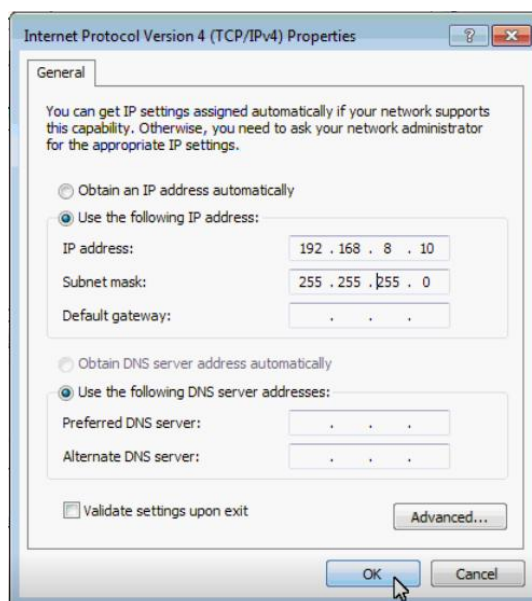 Internet Protocol Version 4 (TCP/IPv4) Properties
General
You can get IP settings assigned automatically if your network supports
this capability. Otherwise, you need to ask your network administrator
for the appropriate IP settings.
Obtain an IP address automatically
Use the following IP address:
IP address: 192 . 168 . 8 . 10
Subnet mask: 255 . 255 . 255 . 0
Default gateway: . . .
Obtain DNS server address automatically
Use the following DNS server addresses:
Preferred DNS server: . . .
Alternate DNS server: . . .
Validate settings upon exit
Advanced...
OK Cancel